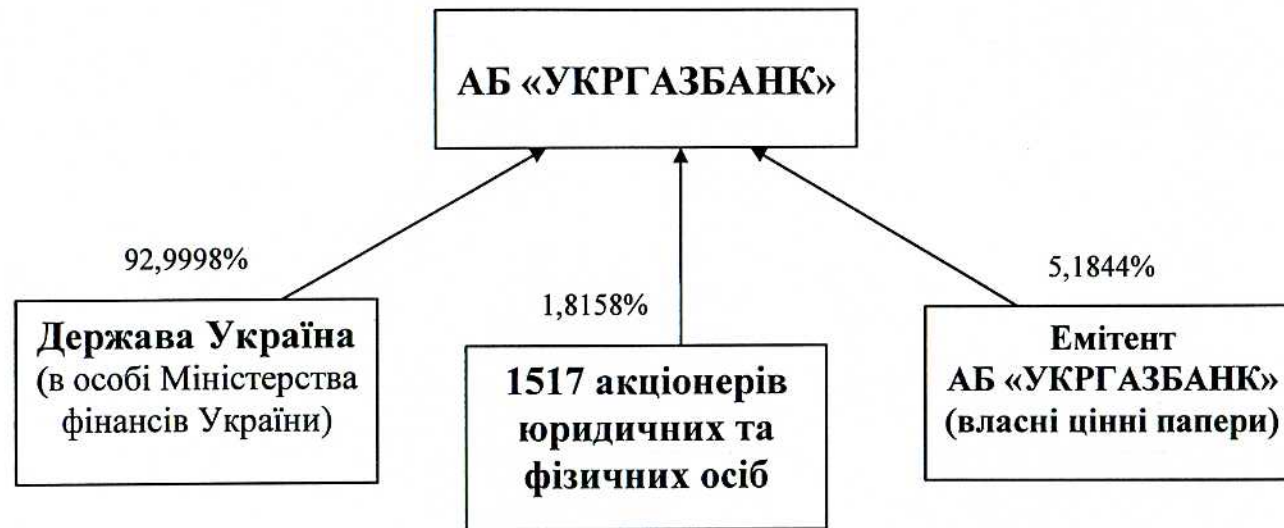 АБ «УКРГАЗБАНК»
92,9998%
1,8158%
5,1844%
Держава Україна
(в особі Міністерства
фінансів України)
1517 акціонерів
юридичних та
фізичних осіб
Емітент
АБ «УКРГАЗБАНК»
(власні цінні папери)